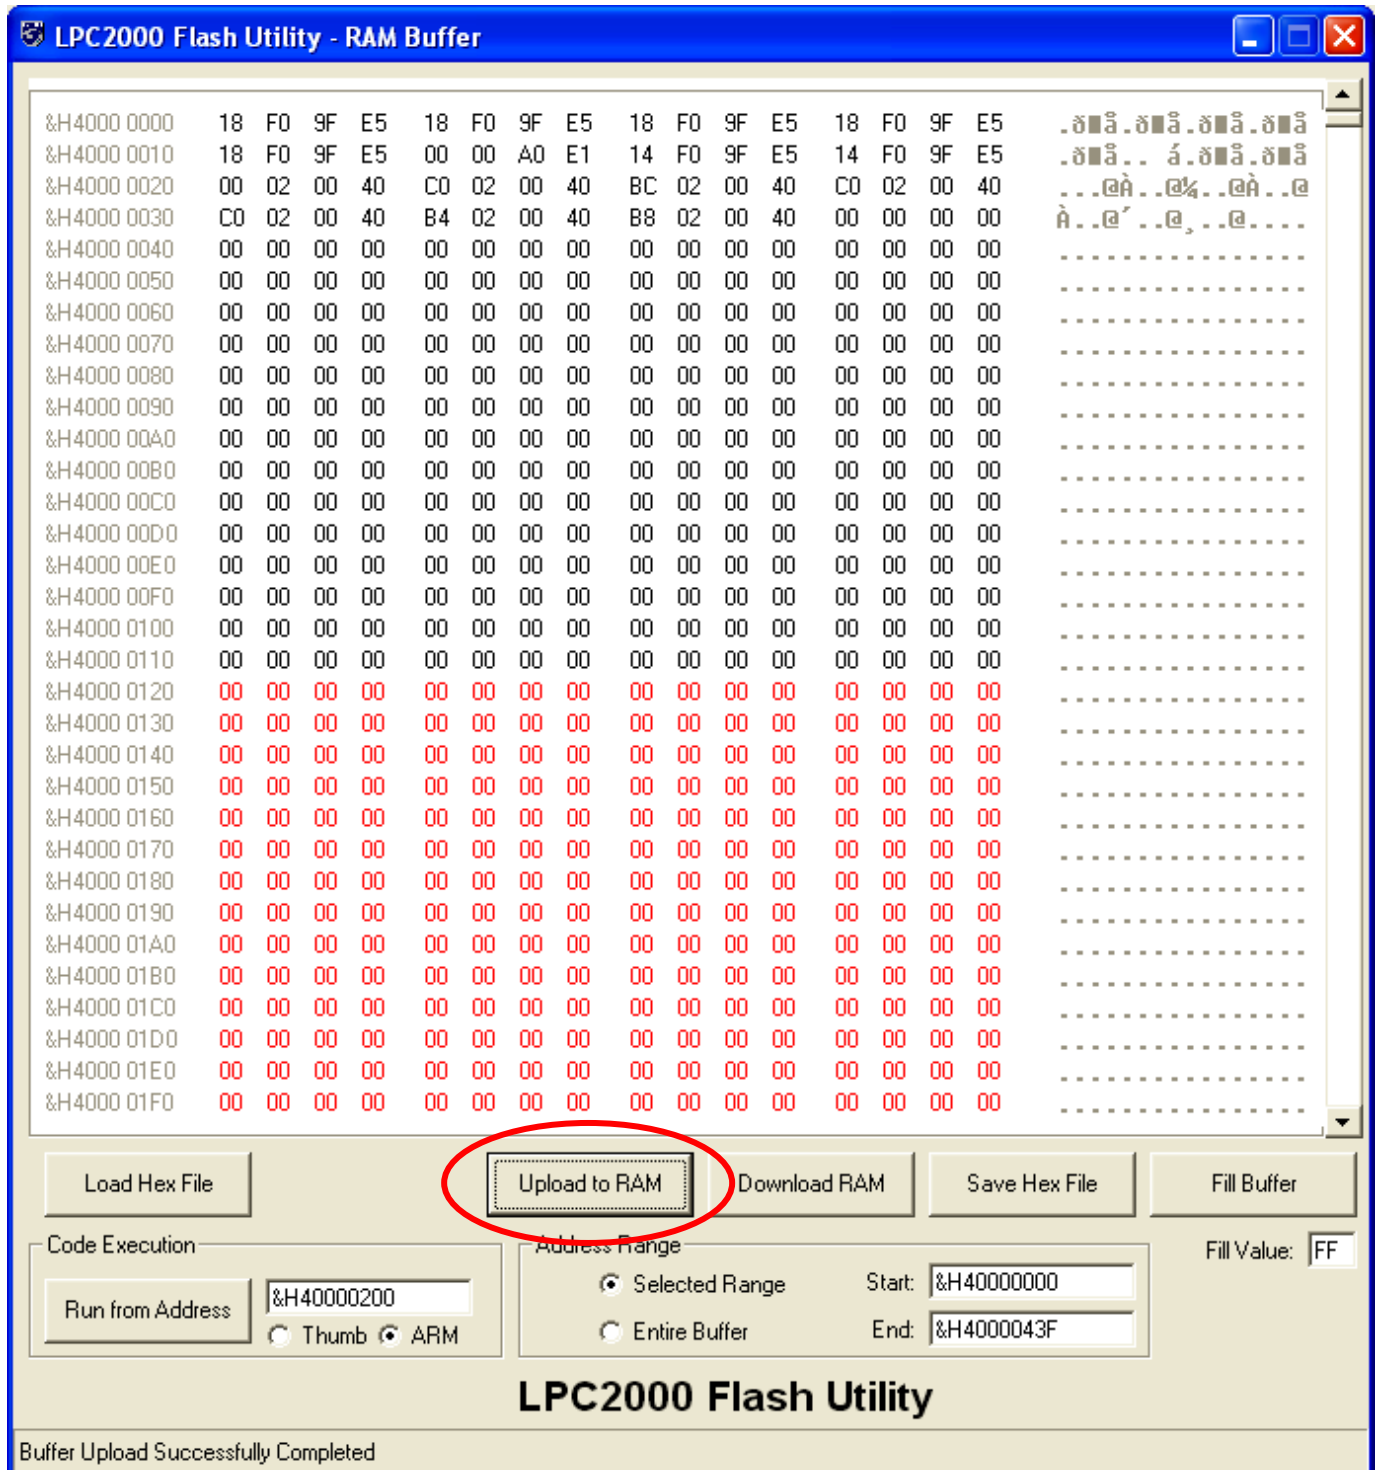 LPC2000 Flash Utility - RAM Buffer
&H4000 0000 18 F0 9F E5 18 F0 9F E5 18 F0 9F E5 18 F0 9F E5 .ð■å.ð■å.ð■å.ð■å
&H4000 0010 18 F0 9F E5 00 00 A0 E1 14 F0 9F E5 14 F0 9F E5 .ð■å.. á.ð■å.ð■å
&H4000 0020 00 02 00 40 C0 02 00 40 BC 02 00 40 C0 02 00 40 ...@À..@¼..@À..@
&H4000 0030 C0 02 00 40 B4 02 00 40 B8 02 00 40 00 00 00 00 À..@´..@¸..@....
&H4000 0040 00 00 00 00 00 00 00 00 00 00 00 00 00 00 00 00 ................
&H4000 0050 00 00 00 00 00 00 00 00 00 00 00 00 00 00 00 00 ................
&H4000 0060 00 00 00 00 00 00 00 00 00 00 00 00 00 00 00 00 ................
&H4000 0070 00 00 00 00 00 00 00 00 00 00 00 00 00 00 00 00 ................
&H4000 0080 00 00 00 00 00 00 00 00 00 00 00 00 00 00 00 00 ................
&H4000 0090 00 00 00 00 00 00 00 00 00 00 00 00 00 00 00 00 ................
&H4000 00A0 00 00 00 00 00 00 00 00 00 00 00 00 00 00 00 00 ................
&H4000 00B0 00 00 00 00 00 00 00 00 00 00 00 00 00 00 00 00 ................
&H4000 00C0 00 00 00 00 00 00 00 00 00 00 00 00 00 00 00 00 ................
&H4000 00D0 00 00 00 00 00 00 00 00 00 00 00 00 00 00 00 00 ................
&H4000 00E0 00 00 00 00 00 00 00 00 00 00 00 00 00 00 00 00 ................
&H4000 00F0 00 00 00 00 00 00 00 00 00 00 00 00 00 00 00 00 ................
&H4000 0100 00 00 00 00 00 00 00 00 00 00 00 00 00 00 00 00 ................
&H4000 0110 00 00 00 00 00 00 00 00 00 00 00 00 00 00 00 00 ................
&H4000 0120 00 00 00 00 00 00 00 00 00 00 00 00 00 00 00 00 ................
&H4000 0130 00 00 00 00 00 00 00 00 00 00 00 00 00 00 00 00 ................
&H4000 0140 00 00 00 00 00 00 00 00 00 00 00 00 00 00 00 00 ................
&H4000 0150 00 00 00 00 00 00 00 00 00 00 00 00 00 00 00 00 ................
&H4000 0160 00 00 00 00 00 00 00 00 00 00 00 00 00 00 00 00 ................
&H4000 0170 00 00 00 00 00 00 00 00 00 00 00 00 00 00 00 00 ................
&H4000 0180 00 00 00 00 00 00 00 00 00 00 00 00 00 00 00 00 ................
&H4000 0190 00 00 00 00 00 00 00 00 00 00 00 00 00 00 00 00 ................
&H4000 01A0 00 00 00 00 00 00 00 00 00 00 00 00 00 00 00 00 ................
&H4000 01B0 00 00 00 00 00 00 00 00 00 00 00 00 00 00 00 00 ................
&H4000 01C0 00 00 00 00 00 00 00 00 00 00 00 00 00 00 00 00 ................
&H4000 01D0 00 00 00 00 00 00 00 00 00 00 00 00 00 00 00 00 ................
&H4000 01E0 00 00 00 00 00 00 00 00 00 00 00 00 00 00 00 00 ................
&H4000 01F0 00 00 00 00 00 00 00 00 00 00 00 00 00 00 00 00 ................
Load Hex File Upload to RAM Download RAM Save Hex File Fill Buffer
Code Execution Address Range Fill Value: FF
Run from Address &H40000200 Selected Range Start: &H40000000
Thumb ARM Entire Buffer End: &H4000043F
LPC2000 Flash Utility
Buffer Upload Successfully Completed